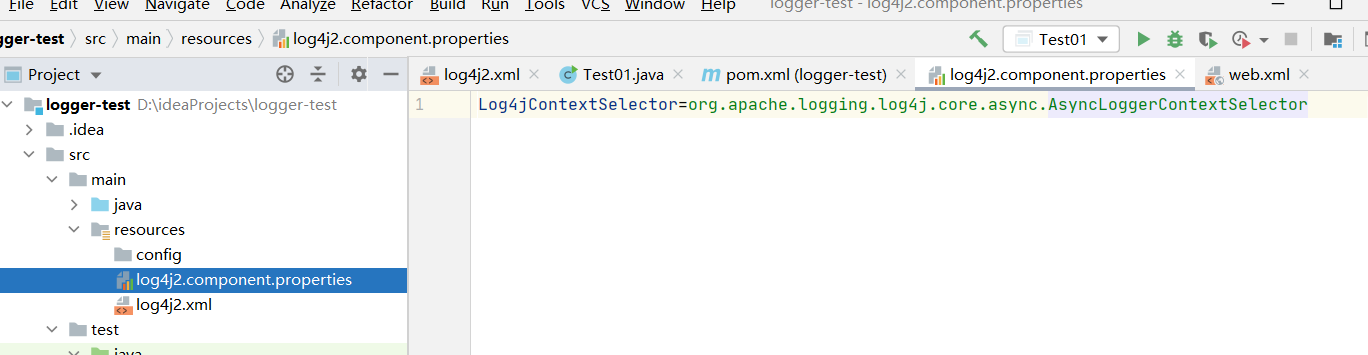 File Edit View Navigate Code Analyze Refactor Build Run Tools VCS Window Help logger-test - log4j2.component.properties
gger-test src main resources log4j2.component.properties Test01
Project log4j2.xml Test01.java pom.xml (logger-test) log4j2.component.properties web.xml
logger-test D:\ideaProjects\logger-test
1 Log4jContextSelector=org.apache.logging.log4j.core.async.AsyncLoggerContextSelector
.idea
src
main
java
resources
config
log4j2.component.properties
log4j2.xml
test
java